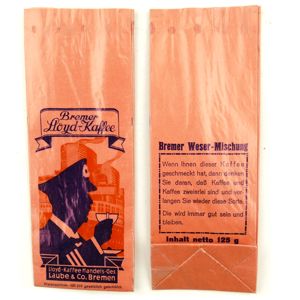 Bremer
Lloyd-Kaffee
Lloyd-Kaffee Handels-Ges
Laube & Co. Bremen
Bremer Weser-Mischung
Wenn Ihnen dieser Kaffee
geschmeckt hat, dann denken
Sie daran, daß Kaffee und
Kaffee zweierlei sind und ver-
langen Sie wieder diese Sorte.
Die wird immer gut sein und
bleiben.
Inhalt netto 125 g